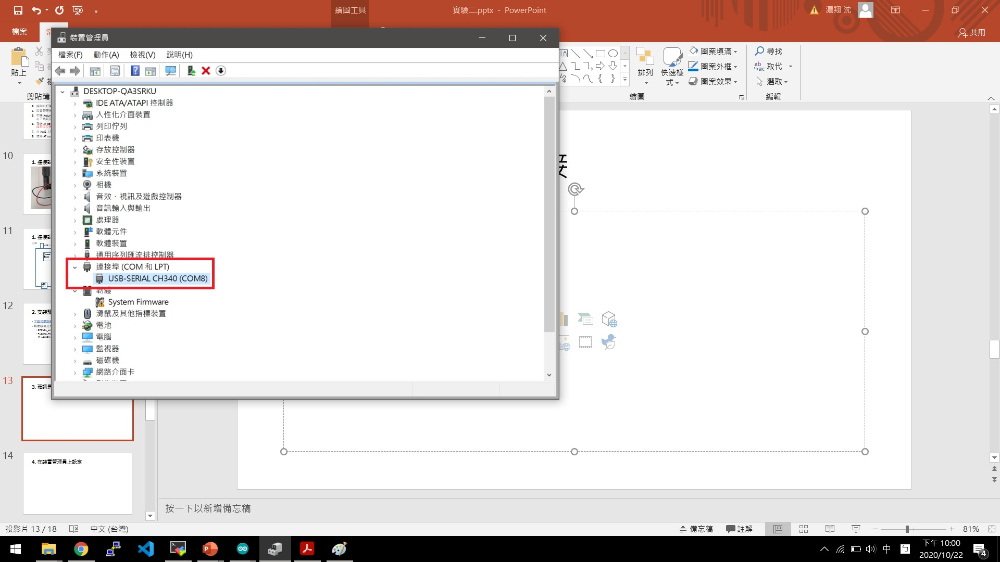 繪圖工具
實驗二.pptx - PowerPoint
濃翔 沈
檔案
常
共用
裝置管理員
檔案(F) 動作(A) 檢視(V) 說明(H)
貼上
剪貼簿
排列
快速樣式
圖案填滿
圖案外框
圖案效果
繪圖
尋找
取代
選取
編輯
DESKTOP-QA3SRKU
IDE ATA/ATAPI 控制器
人性化介面裝置
列印佇列
印表機
存放控制器
安全性裝置
系統裝置
相機
音效、視訊及遊戲控制器
音訊輸入與輸出
處理器
軟體元件
軟體裝置
通用序列匯流排控制器
連接埠 (COM 和 LPT)
USB-SERIAL CH340 (COM8)
韌體
System Firmware
滑鼠及其他指標裝置
電池
電腦
監視器
磁碟機
網路介面卡
接
10
1. 連接
11
1. 連接
12
2. 安裝
13
3. 確認是
14
4. 在裝置管理員上設定
按一下以新增備忘稿
投影片 13 / 18
中文 (台灣)
備忘稿
註解
81%
中
下午 10:00
2020/10/22
4